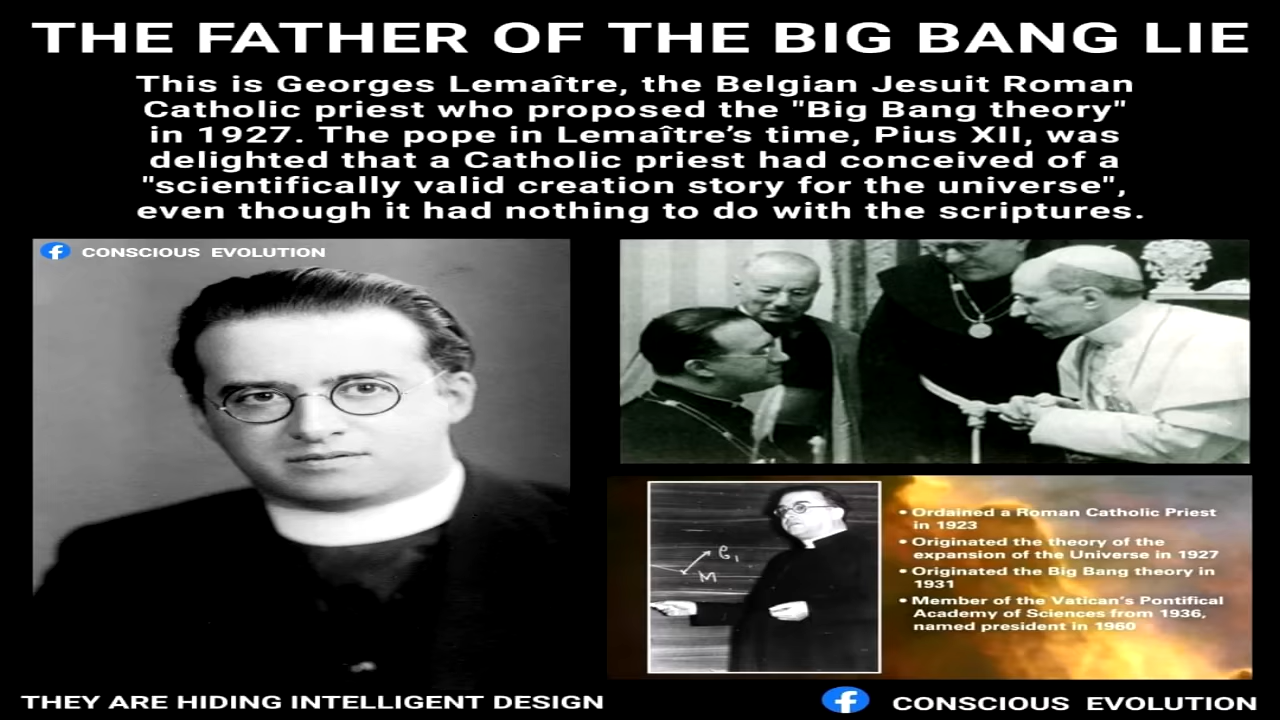 THE FATHER OF THE BIG BANG LIE
This is Georges Lemaître, the Belgian Jesuit Roman
Catholic priest who proposed the "Big Bang theory"
in 1927. The pope in Lemaître's time, Pius XII, was
delighted that a Catholic priest had conceived of a
"scientifically valid creation story for the universe",
even though it had nothing to do with the scriptures.
CONSCIOUS EVOLUTION
M
• Ordained a Roman Catholic Priest
in 1923
• Originated the theory of the
expansion of the Universe in 1927
• Originated the Big Bang theory in
1931
• Member of the Vatican's Pontifical
Academy of Sciences from 1936,
named president in 1960
THEY ARE HIDING INTELLIGENT DESIGN
CONSCIOUS EVOLUTION